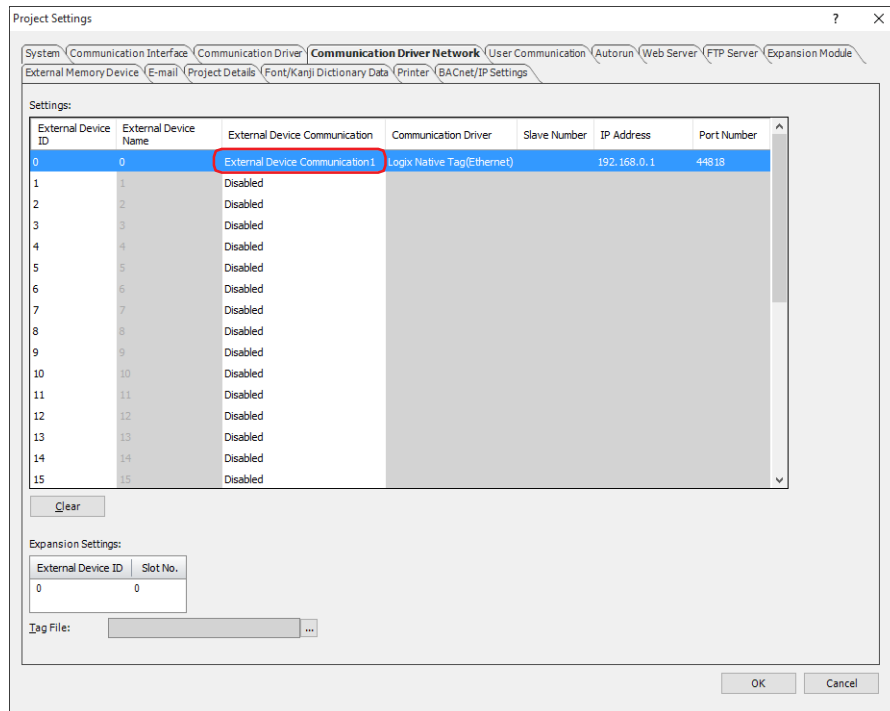 Project Settings ? ×
System Communication Interface Communication Driver Communication Driver Network User Communication Autorun Web Server FTP Server Expansion Module
External Memory Device E-mail Project Details Font/Kanji Dictionary Data Printer BACnet/IP Settings
Settings:
External Device ID External Device Name External Device Communication Communication Driver Slave Number IP Address Port Number
0 0 External Device Communication1 Logix Native Tag(Ethernet) 192.168.0.1 44818
1 1 Disabled
2 2 Disabled
3 3 Disabled
4 4 Disabled
5 5 Disabled
6 6 Disabled
7 7 Disabled
8 8 Disabled
9 9 Disabled
10 10 Disabled
11 11 Disabled
12 12 Disabled
13 13 Disabled
14 14 Disabled
15 15 Disabled
Clear
Expansion Settings:
External Device ID Slot No.
0 0
Tag File: ...
OK Cancel